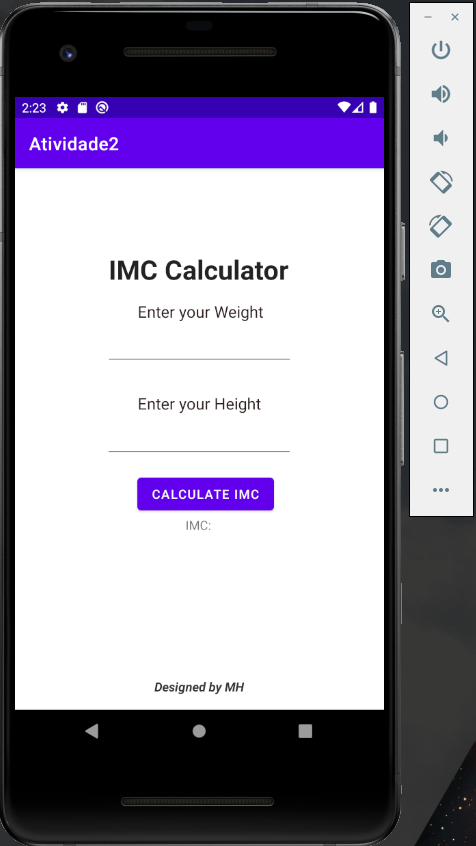 2:23
Atividade2
IMC Calculator
Enter your Weight
Enter your Height
CALCULATE IMC
IMC:
Designed by MH